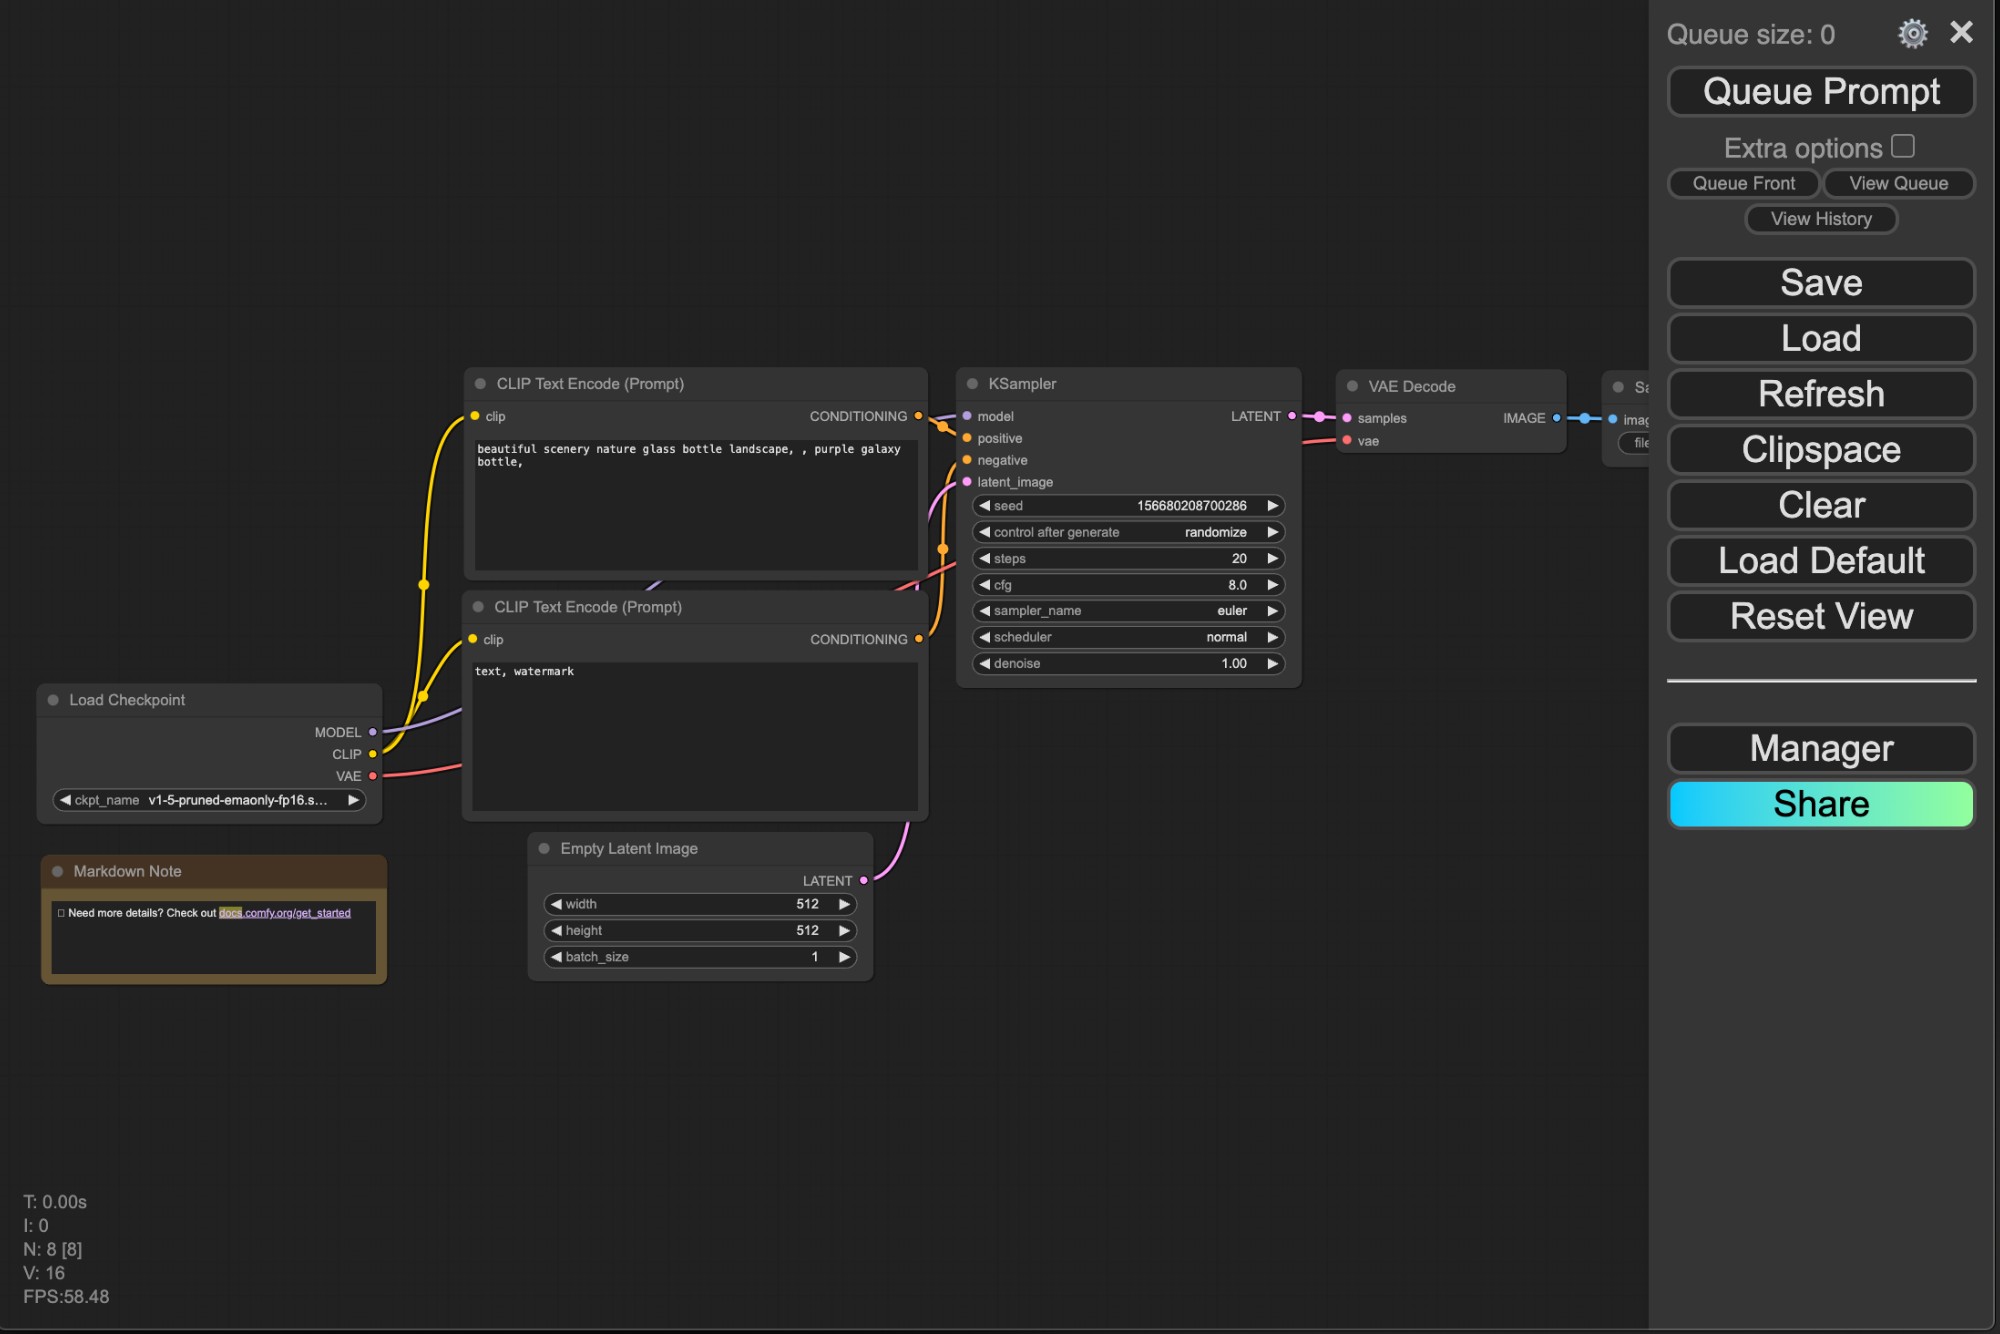 Queue size: 0
Queue Prompt
Extra options
Queue Front
View Queue
View History
Save
Load
Refresh
Clipspace
Clear
Load Default
Reset View
Manager
Share
CLIP Text Encode (Prompt)
clip
CONDITIONING
beautiful scenery nature glass bottle landscape, , purple galaxy
bottle,
CLIP Text Encode (Prompt)
clip
CONDITIONING
text, watermark
KSampler
model
LATENT
positive
negative
latent_image
seed 156680208700286
control after generate randomize
steps 20
cfg 8.0
sampler_name euler
scheduler normal
denoise 1.00
VAE Decode
samples
IMAGE
vae
Load Checkpoint
MODEL
CLIP
VAE
ckpt_name v1-5-pruned-emaonly-fp16.s...
Markdown Note
Need more details? Check out docs.comfy.org/get_started
Empty Latent Image
LATENT
width 512
height 512
batch_size 1
T: 0.00s
I: 0
N: 8 [8]
V: 16
FPS:58.48